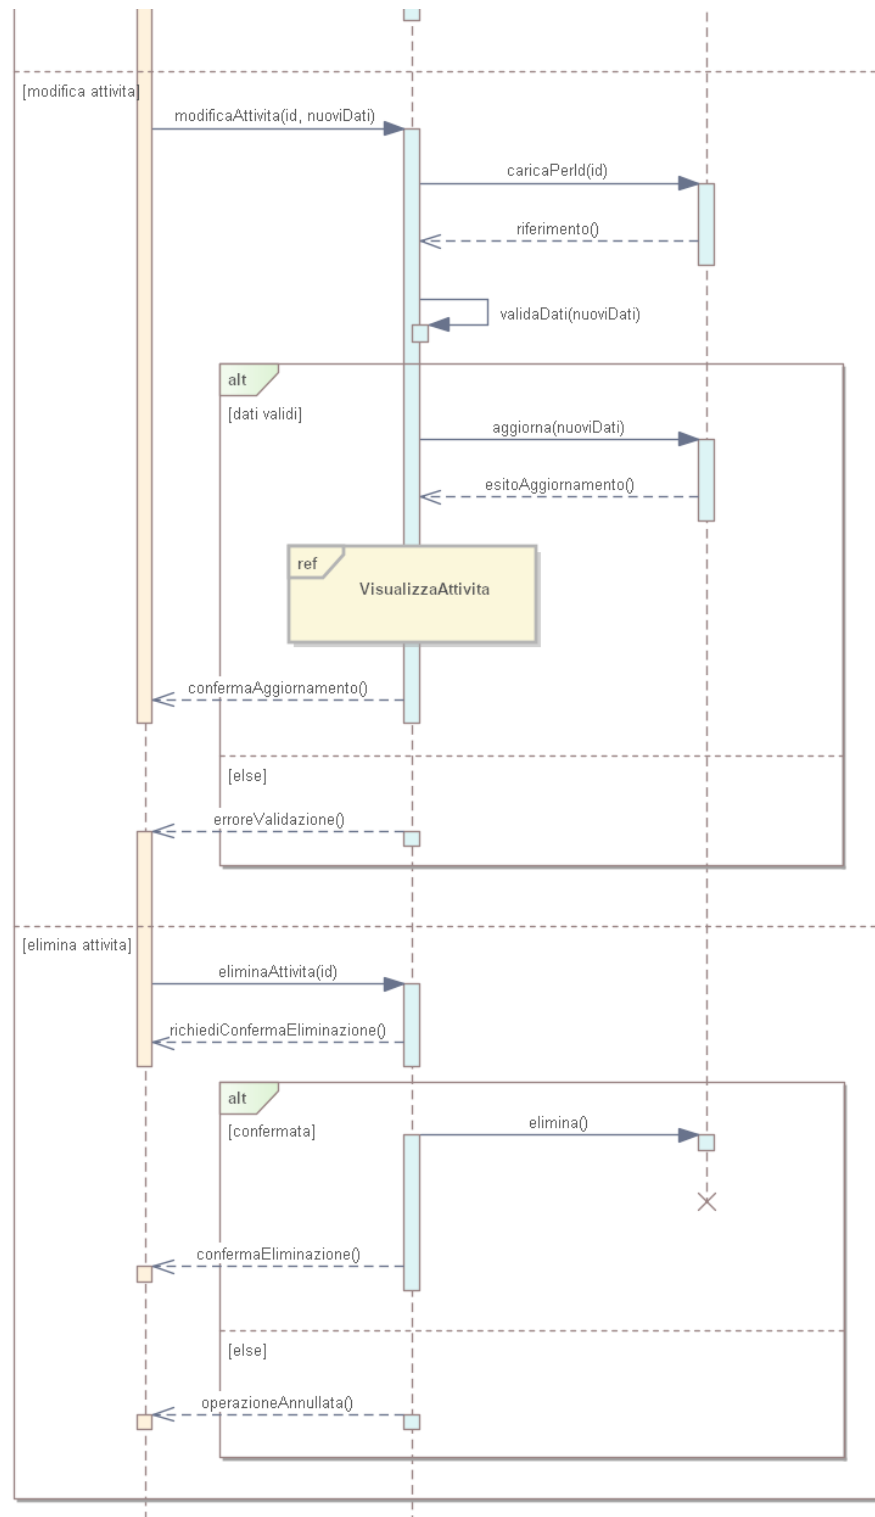 [modifica attivita]
modificaAttivita(id, nuoviDati)
caricaPerId(id)
riferimento()
validaDati(nuoviDati)
alt
[dati validi]
aggiorna(nuoviDati)
esitoAggiornamento()
ref
VisualizzaAttivita
confermaAggiornamento()
[else]
erroreValidazione()
[elimina attivita]
eliminaAttivita(id)
richiediConfermaEliminazione()
alt
[confermata]
elimina()
confermaEliminazione()
[else]
operazioneAnnullata()